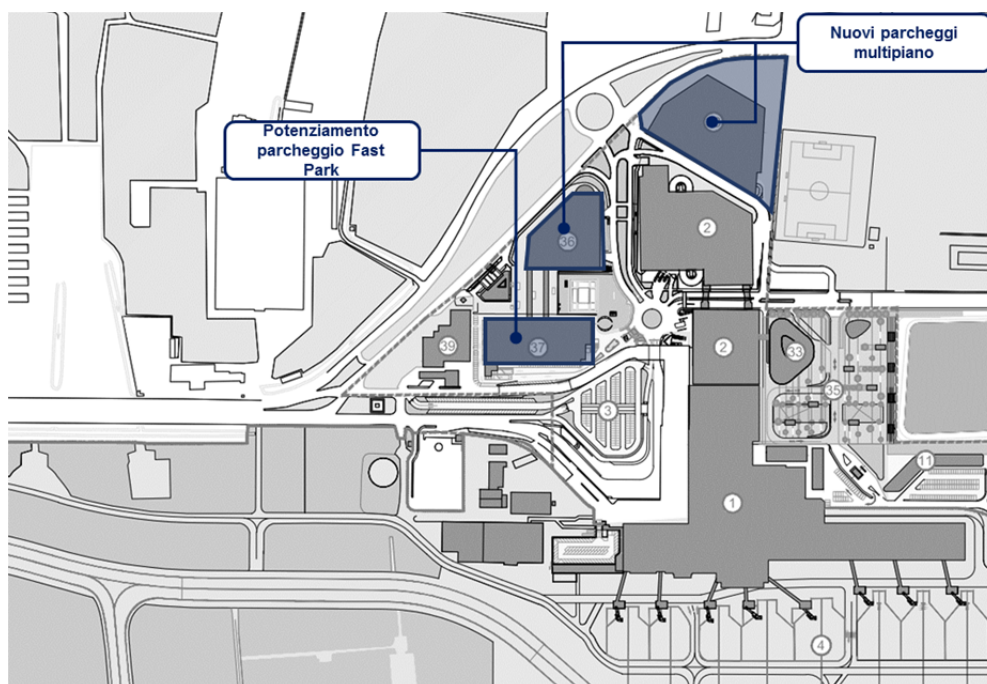 Nuovi parcheggi
multipiano
Potenziamento
parcheggio Fast
Park
36
2
37
39
2
33
35
3
11
1
4